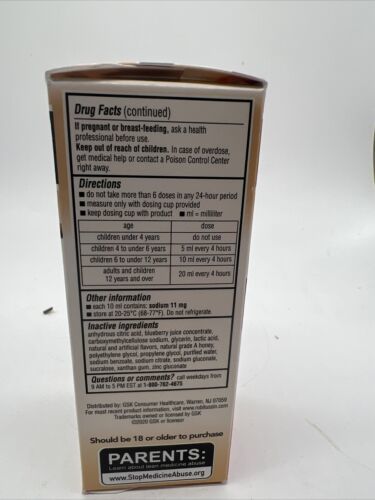 Drug Facts (continued)
If pregnant or breast-feeding, ask a health
professional before use.
Keep out of reach of children. In case of overdose,
get medical help or contact a Poison Control Center
right away.
Directions
■ do not take more than 6 doses in any 24-hour period
■ measure only with dosing cup provided
■ keep dosing cup with product ■ ml = milliliter
age dose
children under 4 years do not use
children 4 to under 6 years 5 ml every 4 hours
children 6 to under 12 years 10 ml every 4 hours
adults and children
12 years and over 20 ml every 4 hours
Other information
■ each 10 ml contains: sodium 11 mg
■ store at 20-25°C (68-77°F). Do not refrigerate.
Inactive ingredients
anhydrous citric acid, blueberry juice concentrate,
carboxymethylcellulose sodium, glycerin, lactic acid,
natural and artificial flavors, natural grade A honey,
polyethylene glycol, propylene glycol, purified water,
sodium benzoate, sodium citrate, sodium gluconate,
sucralose, xanthan gum, zinc gluconate
Questions or comments? call weekdays from
9 AM to 5 PM EST at 1-800-762-4675
Distributed by: GSK Consumer Healthcare, Warren, NJ 07059
For most recent product information, visit www.robitussin.com
Trademarks owned or licensed by GSK
©2020 GSK or licensor
Should be 18 or older to purchase
PARENTS:
Learn about teen medicine abuse
www.StopMedicineAbuse.org